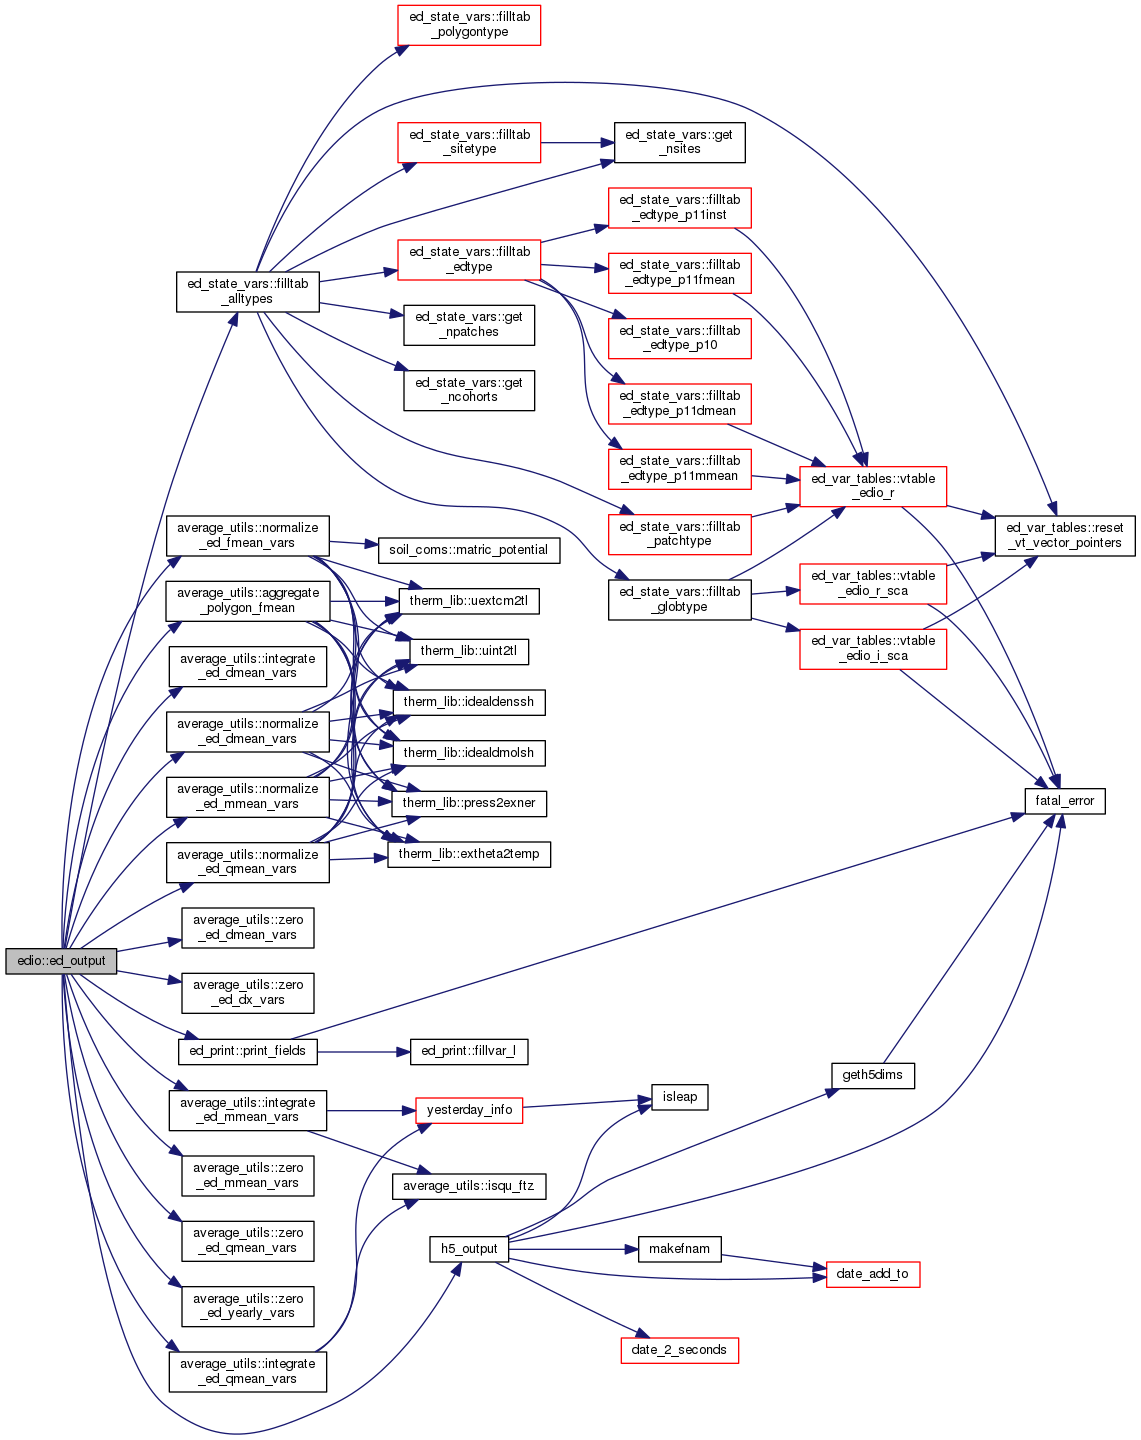 ed_state_vars::filltab
_polygontype
ed_state_vars::filltab
_sitetype
ed_state_vars::get
_nsites
ed_state_vars::filltab
_edtype_p11inst
ed_state_vars::filltab
_edtype
ed_state_vars::filltab
_edtype_p11fmean
ed_state_vars::filltab
_alltypes
ed_state_vars::get
_npatches
ed_state_vars::filltab
_edtype_p10
ed_state_vars::get
_ncohorts
ed_state_vars::filltab
_edtype_p11dmean
ed_state_vars::filltab
_edtype_p11mmean
ed_var_tables::vtable
_edio_r
ed_state_vars::filltab
_patchtype
ed_var_tables::reset
_vt_vector_pointers
average_utils::normalize
_ed_fmean_vars
soil_coms::matric_potential
average_utils::aggregate
_polygon_fmean
therm_lib::uextcm2tl
ed_state_vars::filltab
_globtype
ed_var_tables::vtable
_edio_r_sca
average_utils::integrate
_ed_dmean_vars
therm_lib::uint2tl
ed_var_tables::vtable
_edio_i_sca
average_utils::normalize
_ed_dmean_vars
therm_lib::idealdenssh
therm_lib::idealdmolsh
average_utils::normalize
_ed_mmean_vars
therm_lib::press2exner
fatal_error
average_utils::normalize
_ed_qmean_vars
therm_lib::extheta2temp
average_utils::zero
_ed_dmean_vars
edio::ed_output
average_utils::zero
_ed_dx_vars
ed_print::print_fields
ed_print::fillvar_l
geth5dims
average_utils::integrate
_ed_mmean_vars
yesterday_info
isleap
average_utils::zero
_ed_mmean_vars
average_utils::isqu_ftz
average_utils::zero
_ed_qmean_vars
h5_output
makefnam
date_add_to
average_utils::zero
_ed_yearly_vars
date_2_seconds
average_utils::integrate
_ed_qmean_vars